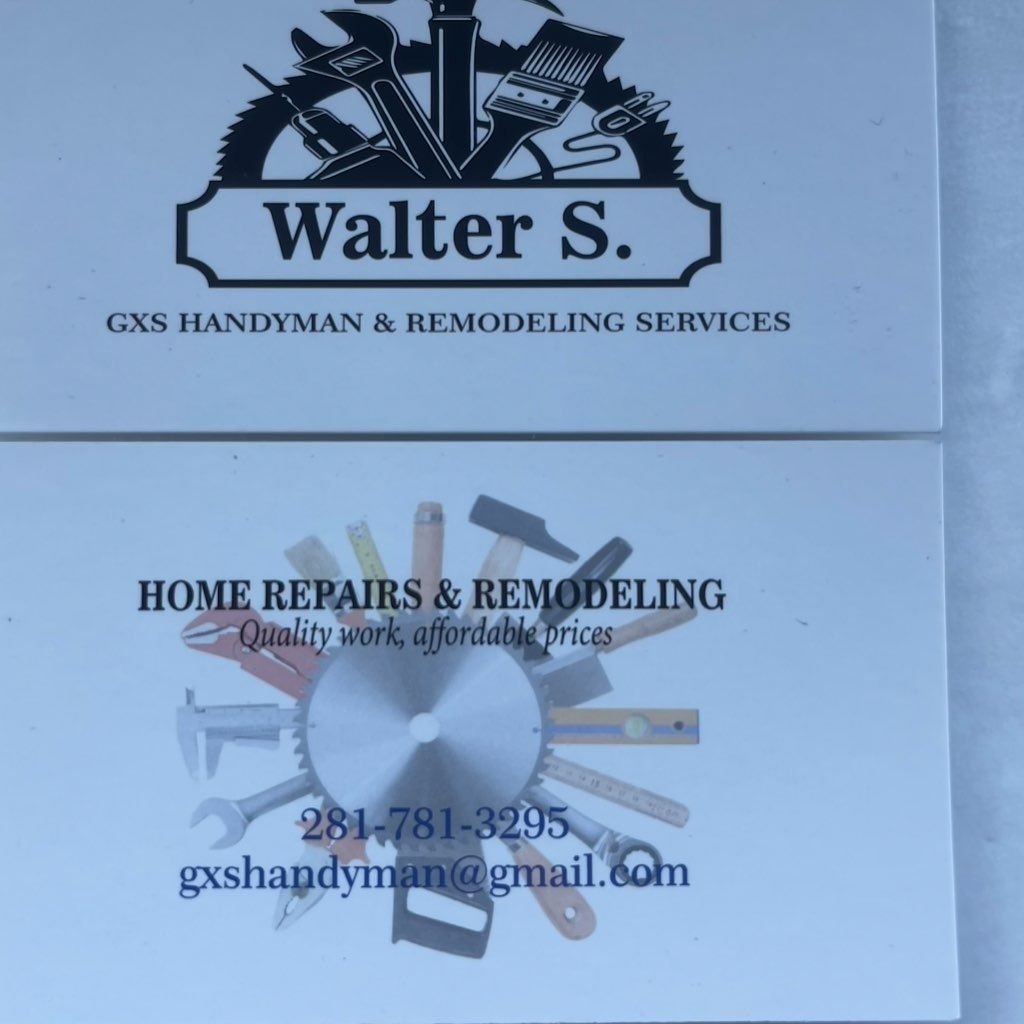 Walter S.
GXS HANDYMAN & REMODELING SERVICES
HOME REPAIRS & REMODELING
Quality work, affordable prices
281-781-3295
gxshandyman@gmail.com